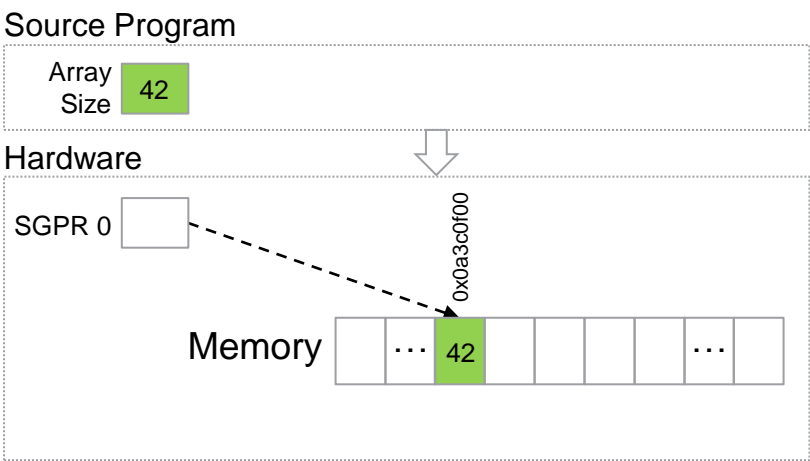 Source Program
Array
Size
42
Hardware
SGPR 0
0x0a3c0f00
Memory
...
42
...